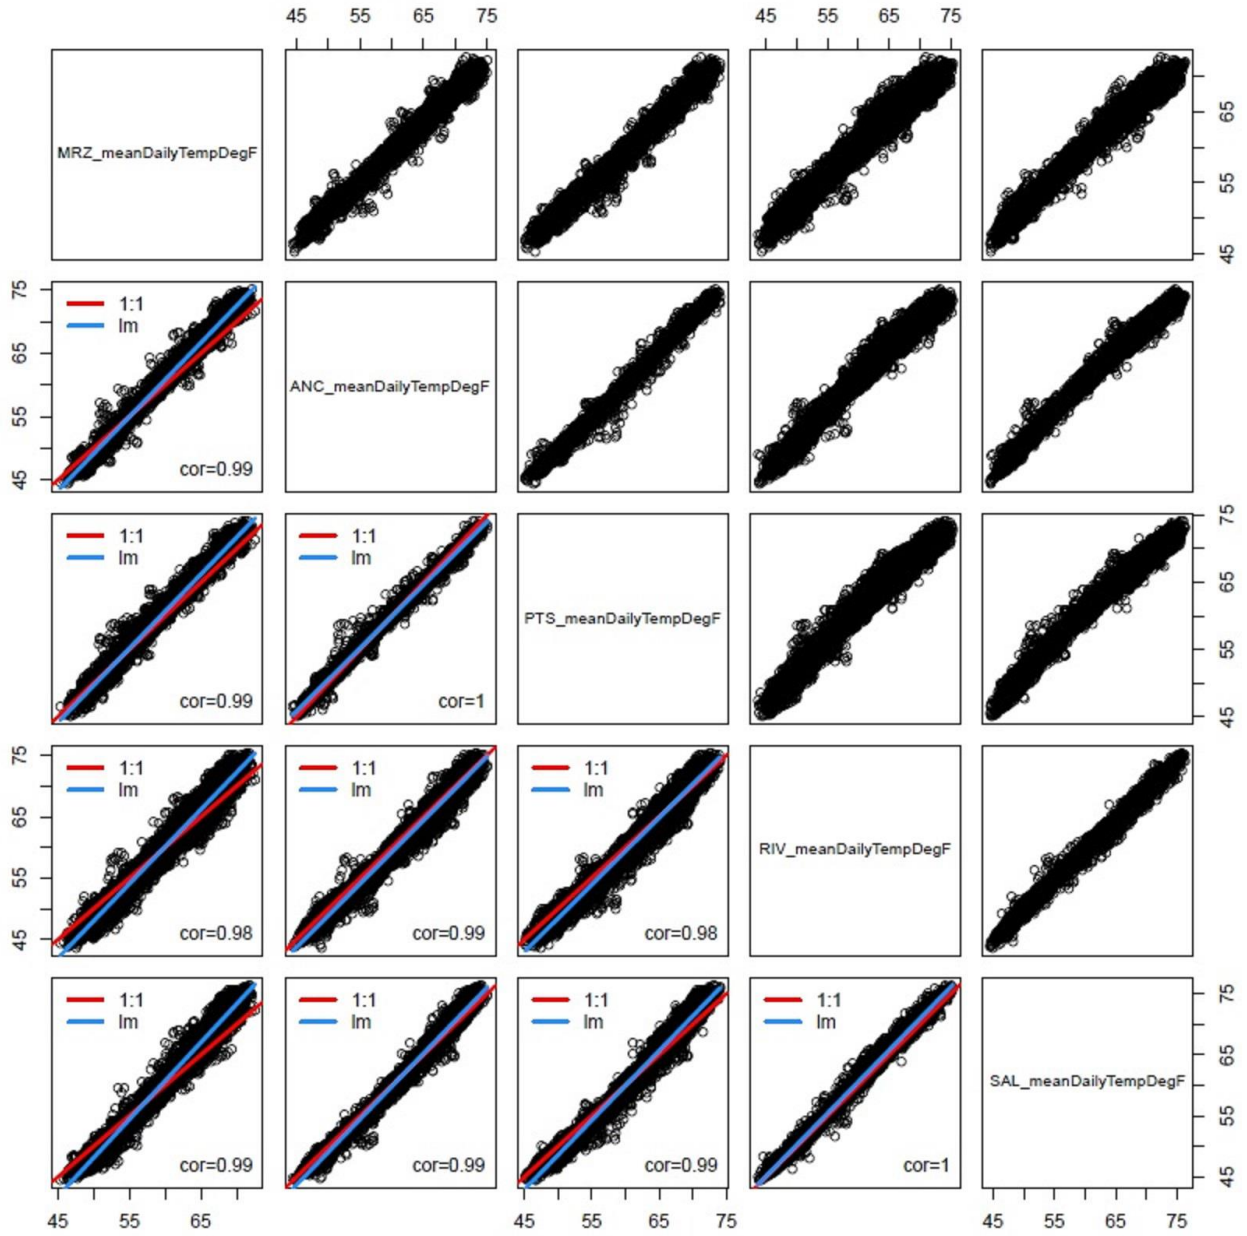 45 55 65 75 45 55 65 75
MRZ_meanDailyTempDegF
45 55 65
45 55 65 75
1:1
lm
cor=0.99
ANC_meanDailyTempDegF
1:1
lm
cor=0.99
1:1
lm
cor=1
PTS_meanDailyTempDegF
45 55 65 75
45 55 65 75
1:1
lm
cor=0.98
1:1
lm
cor=0.99
1:1
lm
cor=0.98
RIV_meanDailyTempDegF
1:1
lm
cor=0.99
1:1
lm
cor=0.99
1:1
lm
cor=0.99
1:1
lm
cor=1
SAL_meanDailyTempDegF
45 55 65 75
45 55 65 45 55 65 75 45 55 65 75